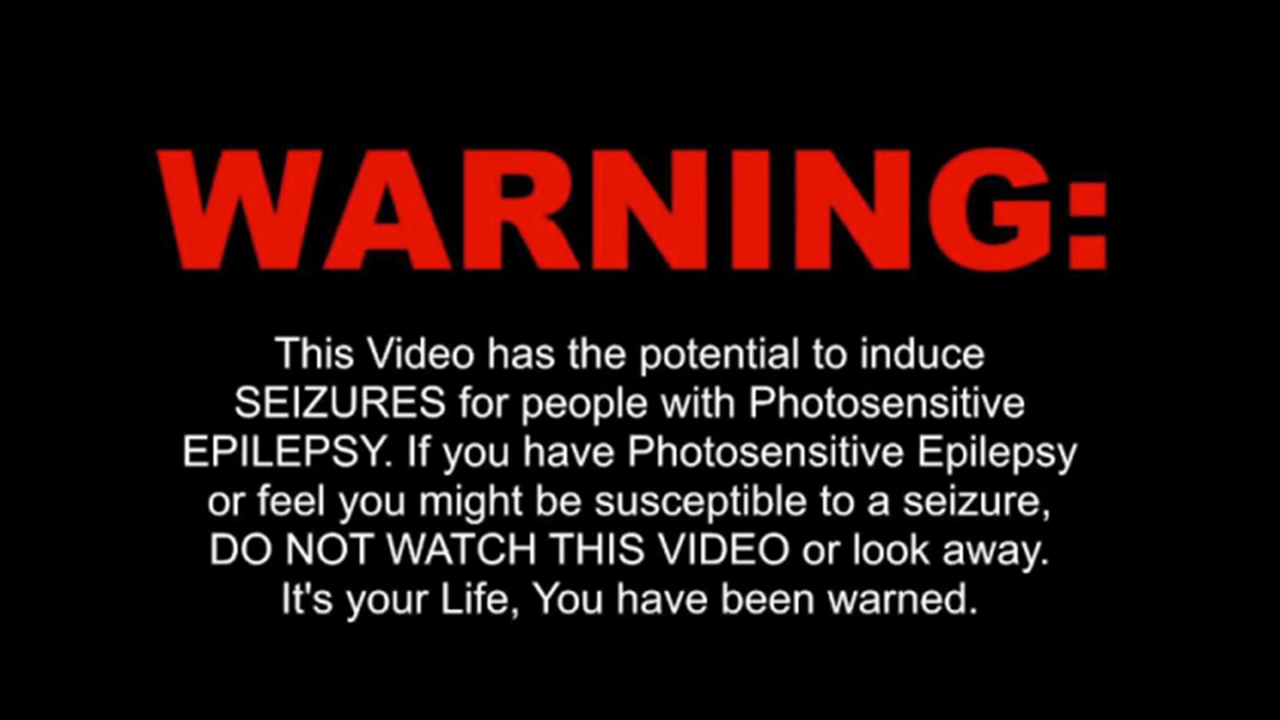 WARNING:
This Video has the potential to induce
SEIZURES for people with Photosensitive
EPILEPSY. If you have Photosensitive Epilepsy
or feel you might be susceptible to a seizure,
DO NOT WATCH THIS VIDEO or look away.
It's your Life, You have been warned.